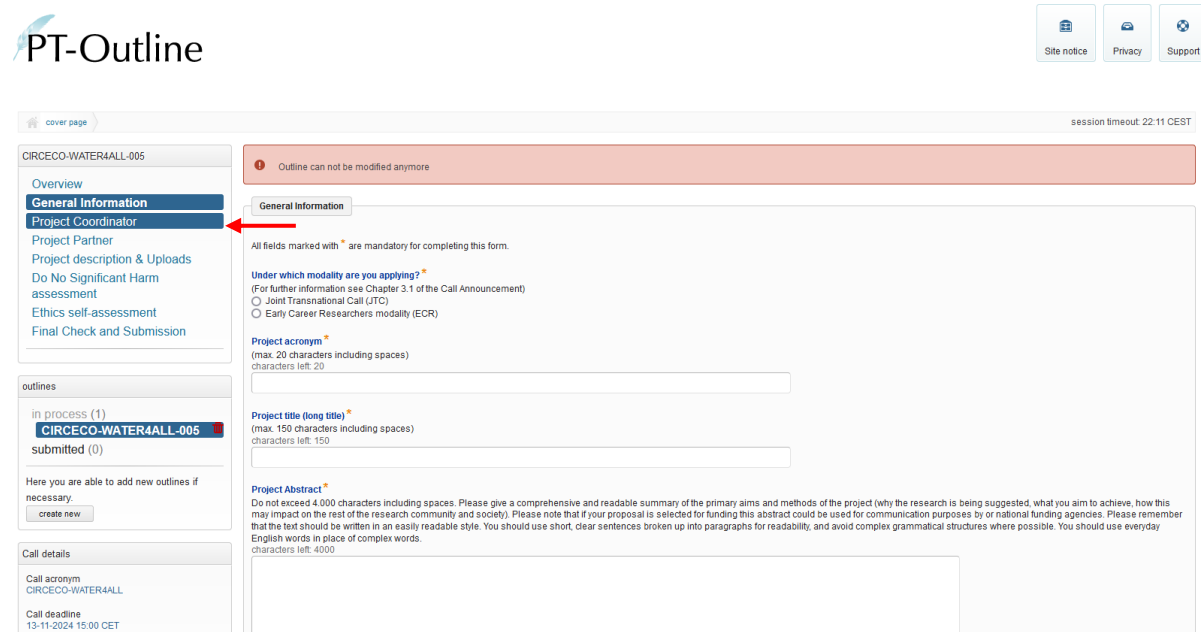 PT-Outline
Site notice
Privacy
Support
cover page
session timeout: 22:11 CEST
CIRCECO-WATER4ALL-005
Overview
General Information
Project Coordinator
Project Partner
Project description & Uploads
Do No Significant Harm
assessment
Ethics self-assessment
Final Check and Submission
outlines
in process (1)
CIRCECO-WATER4ALL-005
submitted (0)
Here you are able to add new outlines if
necessary.
create new
Call details
Call acronym
CIRCECO-WATER4ALL
Call deadline
13-11-2024 15:00 CET
Outline can not be modified anymore
General Information
All fields marked with * are mandatory for completing this form.
Under which modality are you applying? *
(For further information see Chapter 3.1 of the Call Announcement)
Joint Transnational Call (JTC)
Early Career Researchers modality (ECR)
Project acronym *
(max. 20 characters including spaces)
characters left: 20
Project title (long title) *
(max. 150 characters including spaces)
characters left: 150
Project Abstract *
Do not exceed 4.000 characters including spaces. Please give a comprehensive and readable summary of the primary aims and methods of the project (why the research is being suggested, what you aim to achieve, how this
may impact on the rest of the research community and society). Please note that if your proposal is selected for funding this abstract could be used for communication purposes by or national funding agencies. Please remember
that the text should be written in an easily readable style. You should use short, clear sentences broken up into paragraphs for readability, and avoid complex grammatical structures where possible. You should use everyday
English words in place of complex words.
characters left: 4000